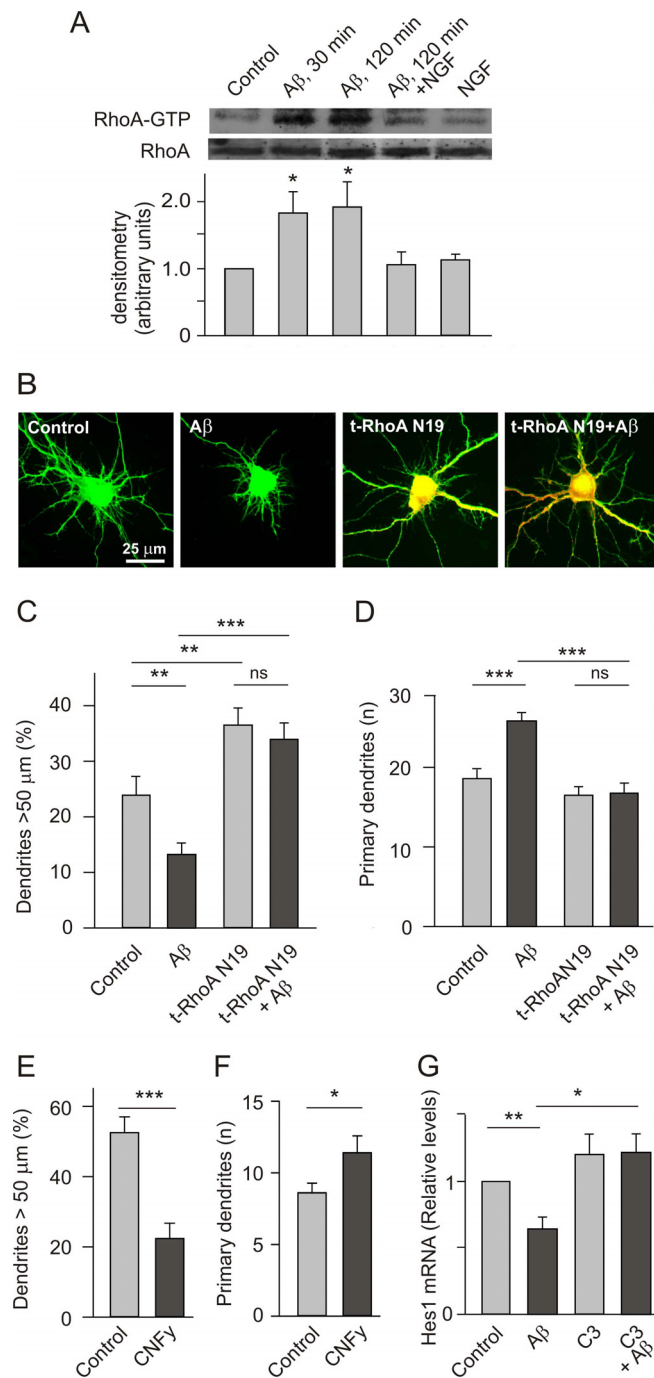 A
Control
Aβ, 30 min
Aβ, 120 min
Aβ, 120 min
+NGF
NGF
RhoA-GTP
RhoA
densitometry
(arbitrary units)
2.0
1.0
0
*
*
B
Control
Aβ
t-RhoA N19
t-RhoA N19+Aβ
25 μm
C
Dendrites >50 μm (%)
40
30
20
10
0
***
**
**
ns
Control
Aβ
t-RhoA N19
t-RhoA N19
+ Aβ
D
Primary dendrites (n)
30
20
10
0
***
***
ns
Control
Aβ
t-RhoAN19
t-RhoA N19
+ Aβ
E
Dendrites > 50 μm (%)
60
40
20
0
***
Control
CNFy
F
Primary dendrites (n)
15
10
5
0
*
Control
CNFy
G
Hes1 mRNA (Relative levels)
1
0
**
*
Control
Aβ
C3
C3
+ Aβ